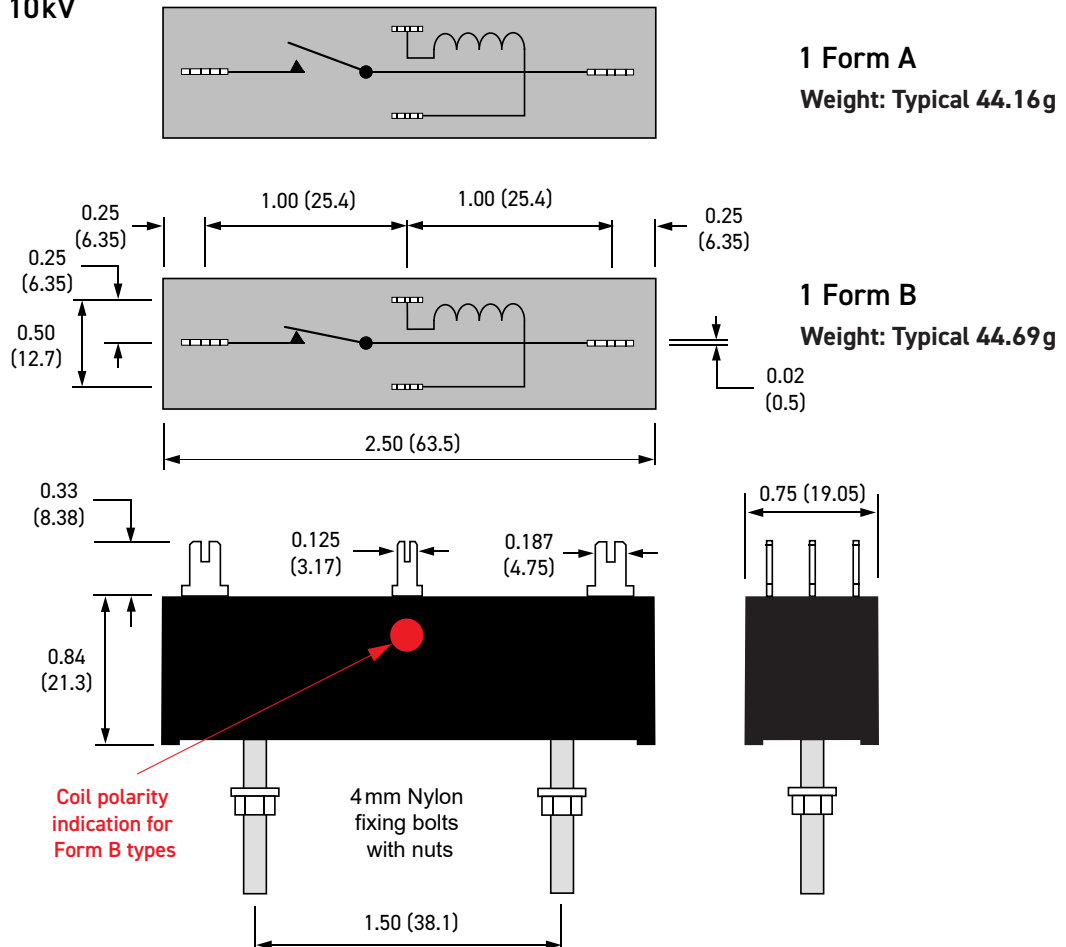 10kV
1 Form A
Weight: Typical 44.16g
0.25
(6.35)
1.00 (25.4)
1.00 (25.4)
0.25
(6.35)
0.25
(6.35)
0.50
(12.7)
1 Form B
Weight: Typical 44.69g
0.02
(0.5)
2.50 (63.5)
0.33
(8.38)
0.125
(3.17)
0.187
(4.75)
0.75 (19.05)
0.84
(21.3)
Coil polarity
indication for
Form B types
4mm Nylon
fixing bolts
with nuts
1.50 (38.1)